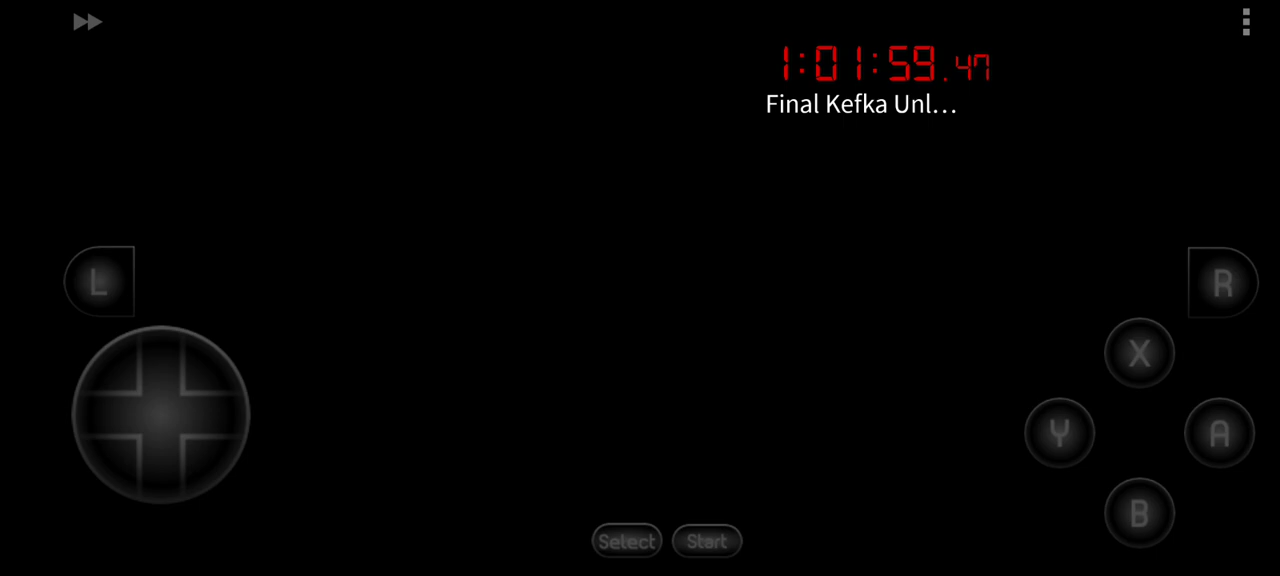 1:01:59.47
Final Kefka Unl…
L
R
X
Y
A
B
Select
Start